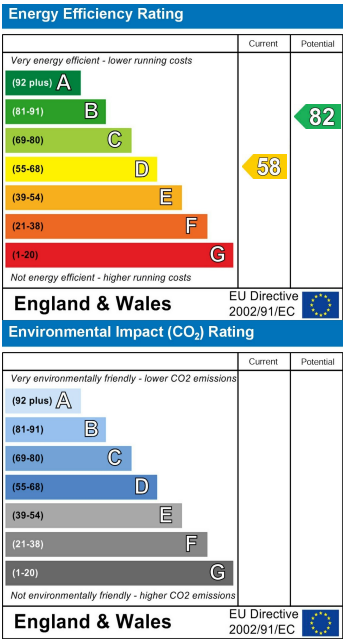 Energy Efficiency Rating
Current Potential
Very energy efficient - lower running costs
(92 plus) A
(81-91) B
82
(69-80) C
(55-68) D
58
(39-54) E
(21-38) F
(1-20) G
Not energy efficient - higher running costs
England & Wales
EU Directive
2002/91/EC
Environmental Impact (CO₂) Rating
Current Potential
Very environmentally friendly - lower CO2 emissions
(92 plus) A
(81-91) B
(69-80) C
(55-68) D
(39-54) E
(21-38) F
(1-20) G
Not environmentally friendly - higher CO2 emissions
England & Wales
EU Directive
2002/91/EC